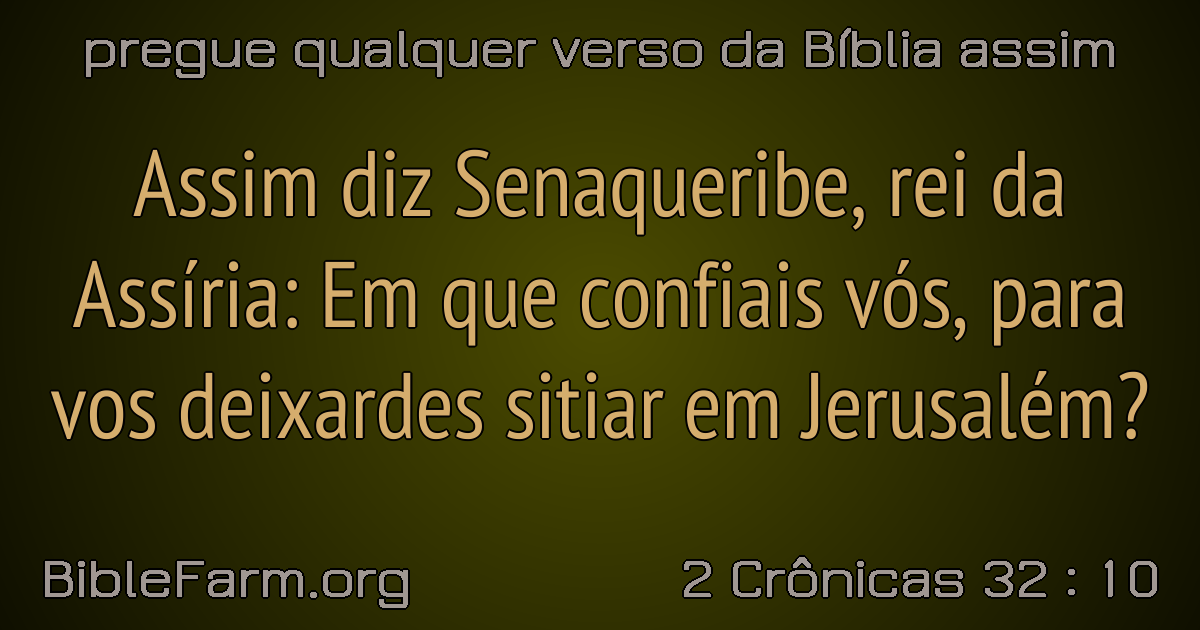 pregue qualquer verso da Bíblia assim
Assim diz Senaqueribe, rei da
Assíria: Em que confiais vós, para
vos deixardes sitiar em Jerusalém?
BibleFarm.org
2 Crônicas 32 : 10